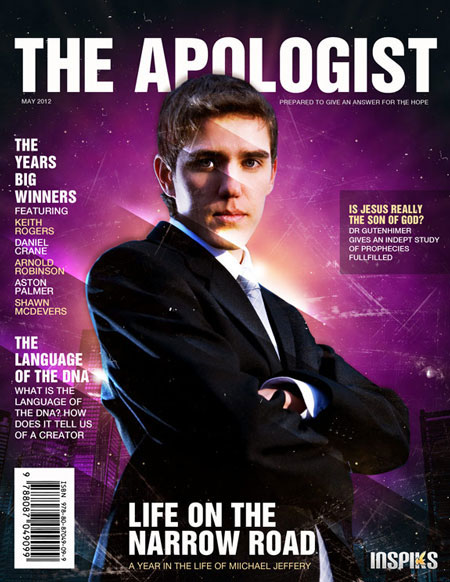 THE APOLOGIST
MAY 2012
PREPARED TO GIVE AN ANSWER FOR THE HOPE
THE
YEARS
BIG
WINNERS
FEATURING
KEITH
ROGERS
DANIEL
CRANE
ARNOLD
ROBINSON
ASTON
PALMER
SHAWN
MCDEVERS
IS JESUS REALLY
THE SON OF GOD?
DR GUTENHIMER
GIVES AN INDEPT STUDY
OF PROPHECIES
FULLFILLED
THE
LANGUAGE
OF THE DNA
WHAT IS THE
LANGUAGE OF
THE DNA? HOW
DOES IT TELL US
OF A CREATOR
ISBN 978-80-87049-09-9
9 788087 049099
LIFE ON THE
NARROW ROAD
A YEAR IN THE LIFE OF MIICHAEL JEFFERY
INSPIKS